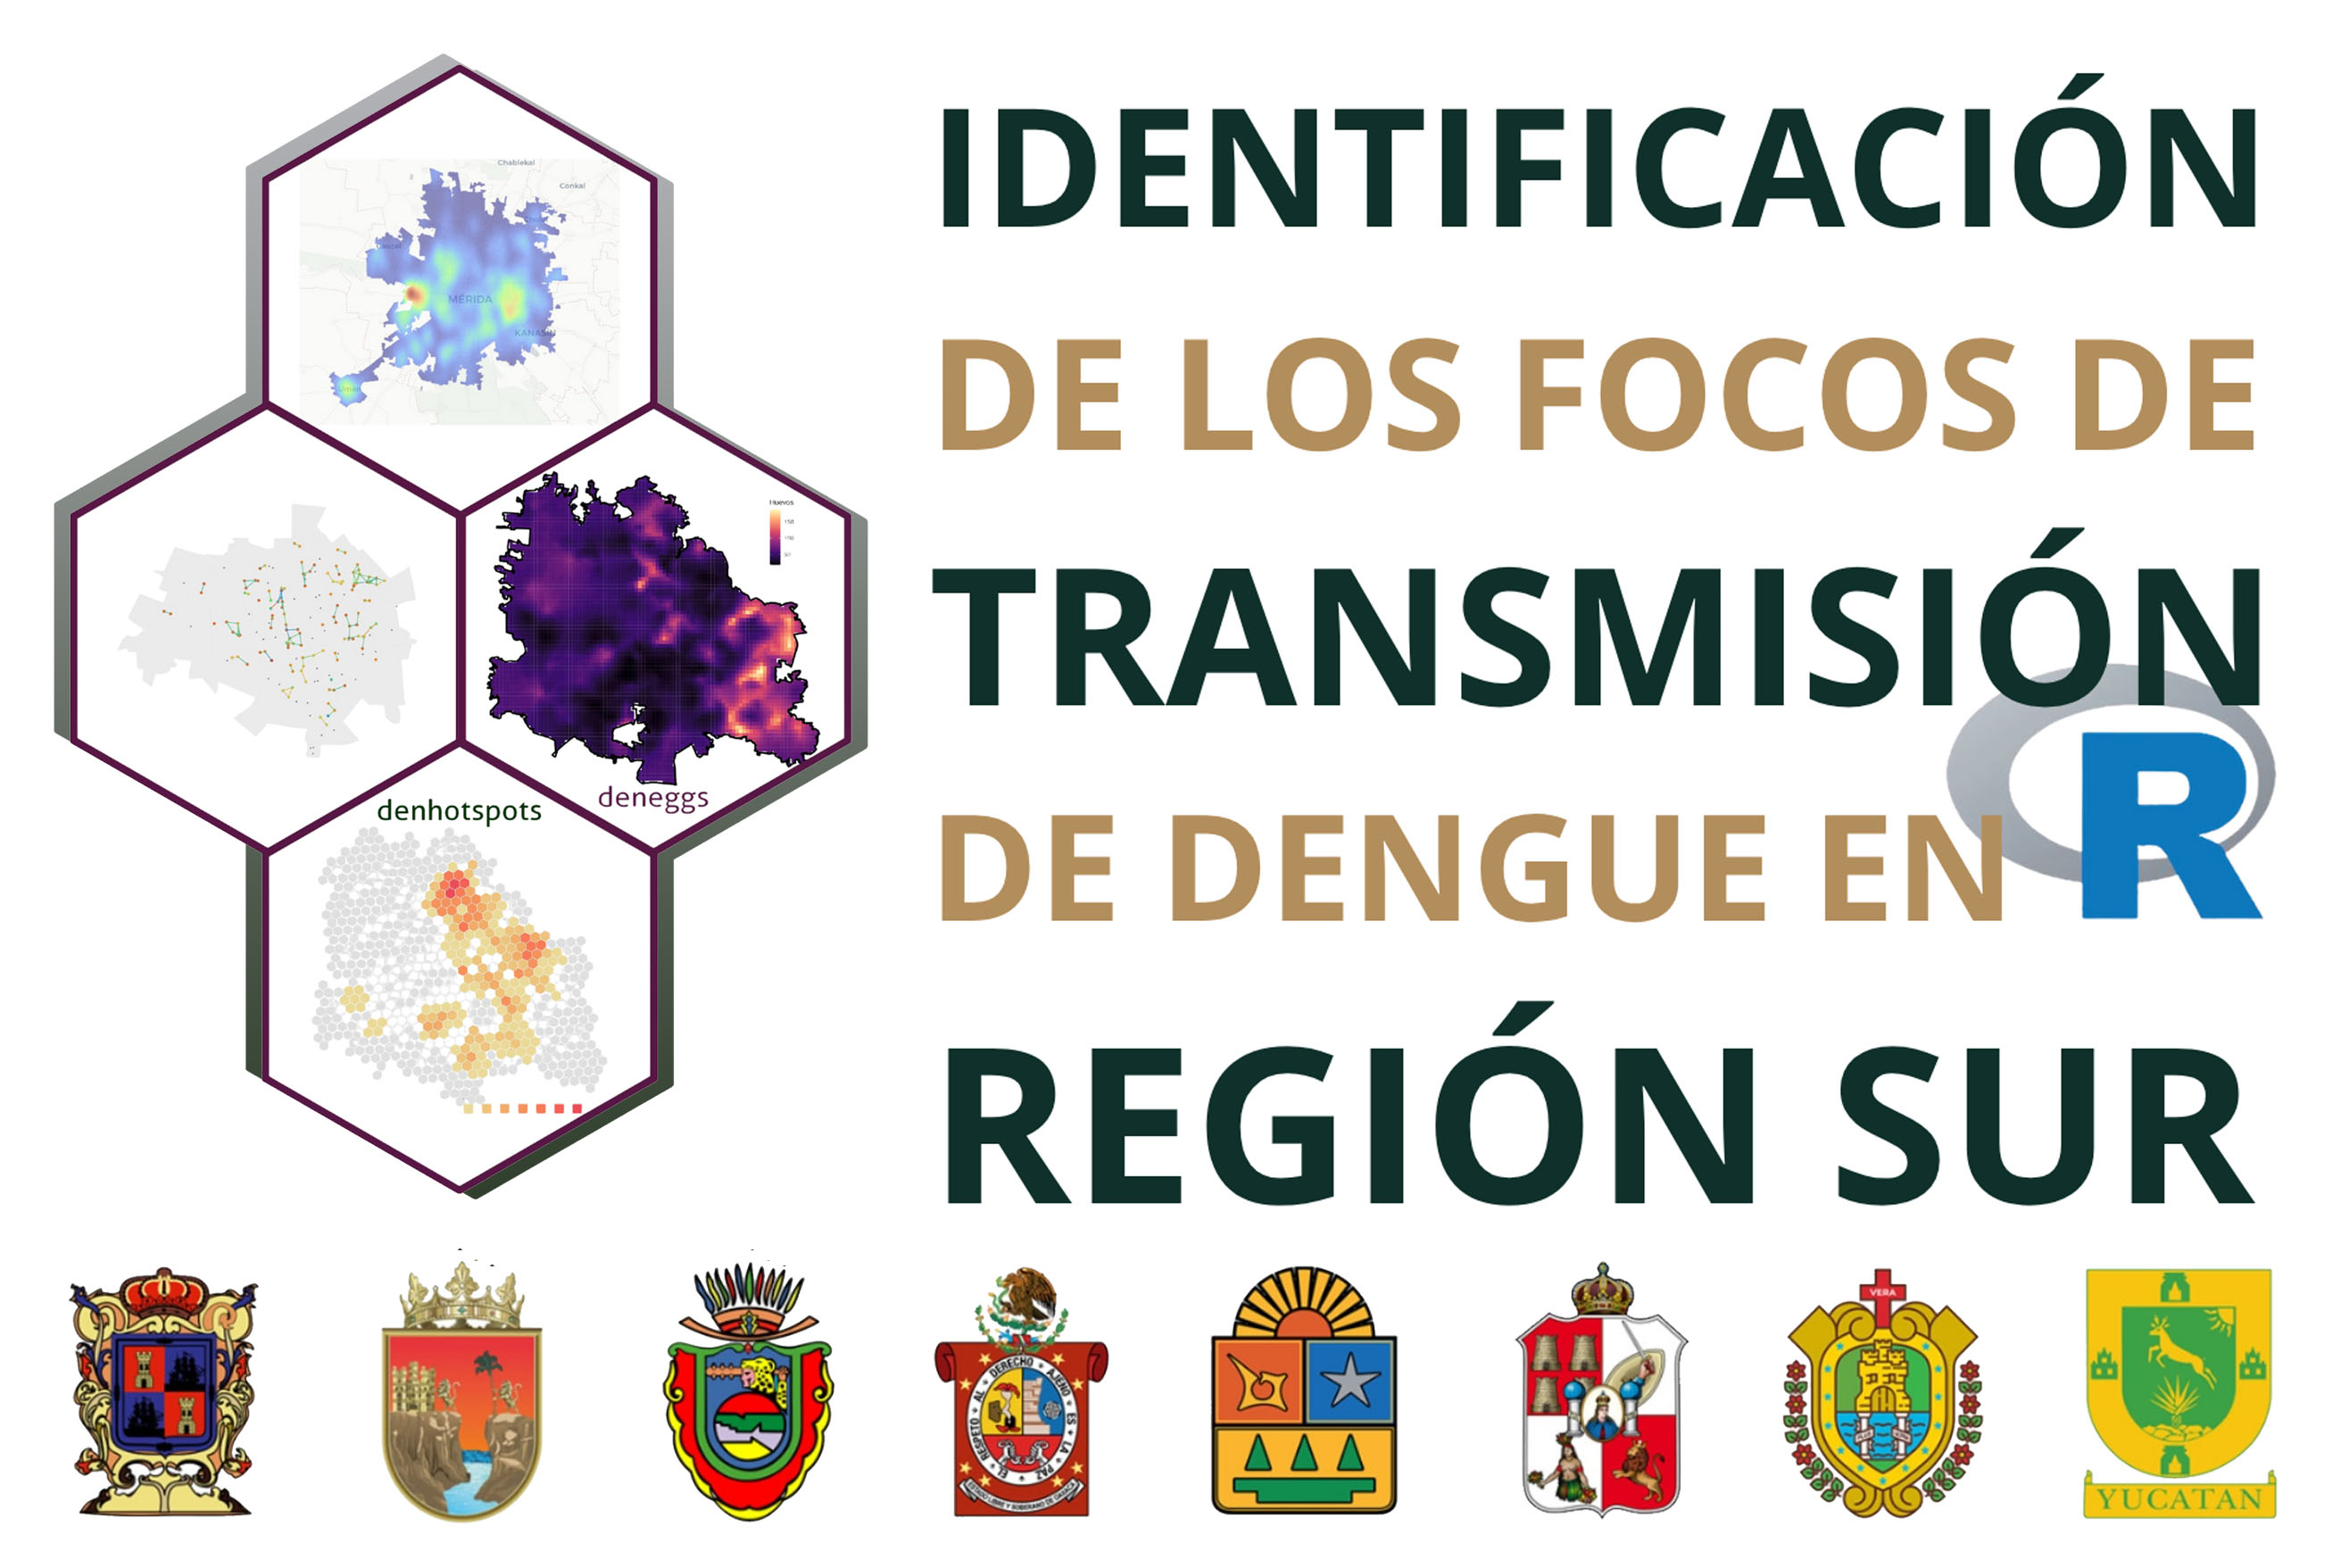 IDENTIFICACIÓN
DE LOS FOCOS DE
TRANSMISIÓN
DE DENGUE EN R
REGIÓN SUR
Chablekal
Conkal
MÉRIDA
KANASÍN
Huevos
deneggs
denhotspots
EL RESPETO AL DERECHO AJENO ES LA PAZ
ESTADO LIBRE Y SOBERANO DE OAXACA
VERA
YUCATAN